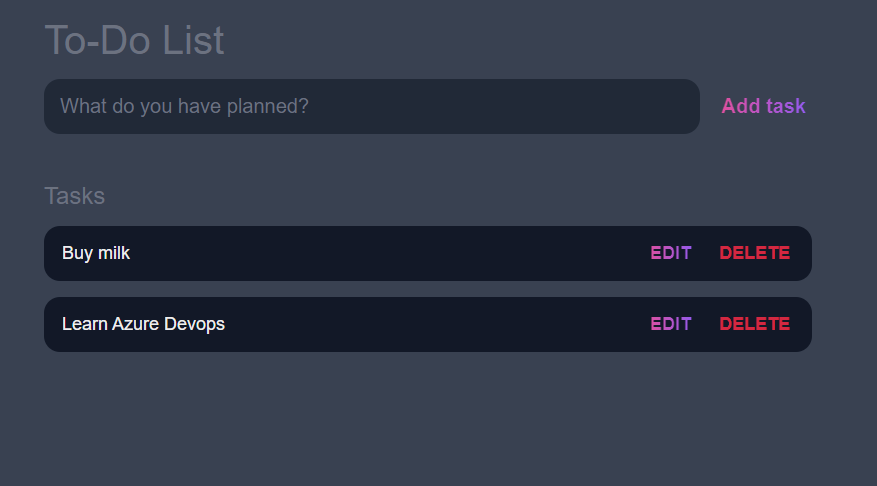 To-Do List
What do you have planned? Add task
Tasks
Buy milk EDIT DELETE
Learn Azure Devops EDIT DELETE